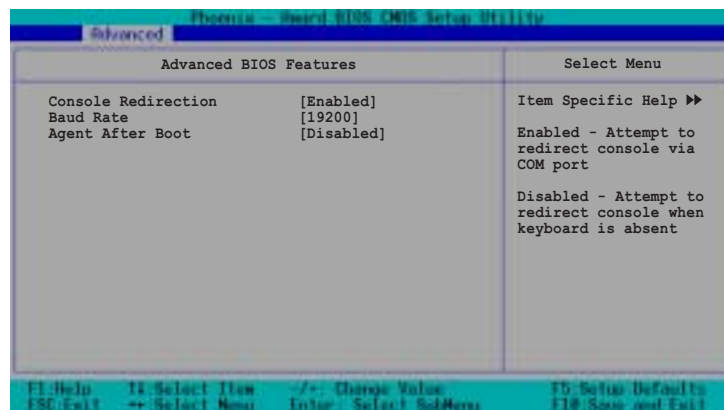 Phoenix - Award BIOS CMOS Setup Utility
Advanced
Advanced BIOS Features
Select Menu
Console Redirection [Enabled]
Baud Rate [19200]
Agent After Boot [Disabled]
Item Specific Help ▶▶
Enabled - Attempt to
redirect console via
COM port
Disabled - Attempt to
redirect console when
keyboard is absent
F1:Help ↑↓ Select Item -/+ Change Value F5 Setup Defaults
ESC:Exit ↔ Select Menu Enter: Select SubMenu F10 Save and Exit